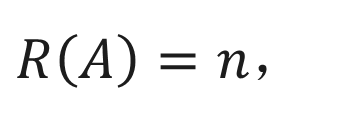 R(A) = n,